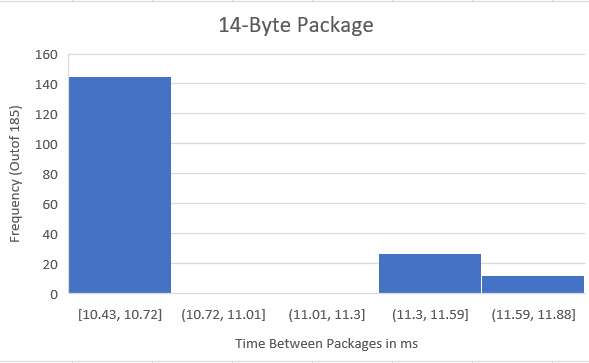 14-Byte Package
160
140
120
100
80
60
40
20
0
Frequency (Outof 185)
[10.43, 10.72] (10.72, 11.01] (11.01, 11.3] (11.3, 11.59] (11.59, 11.88]
Time Between Packages in ms